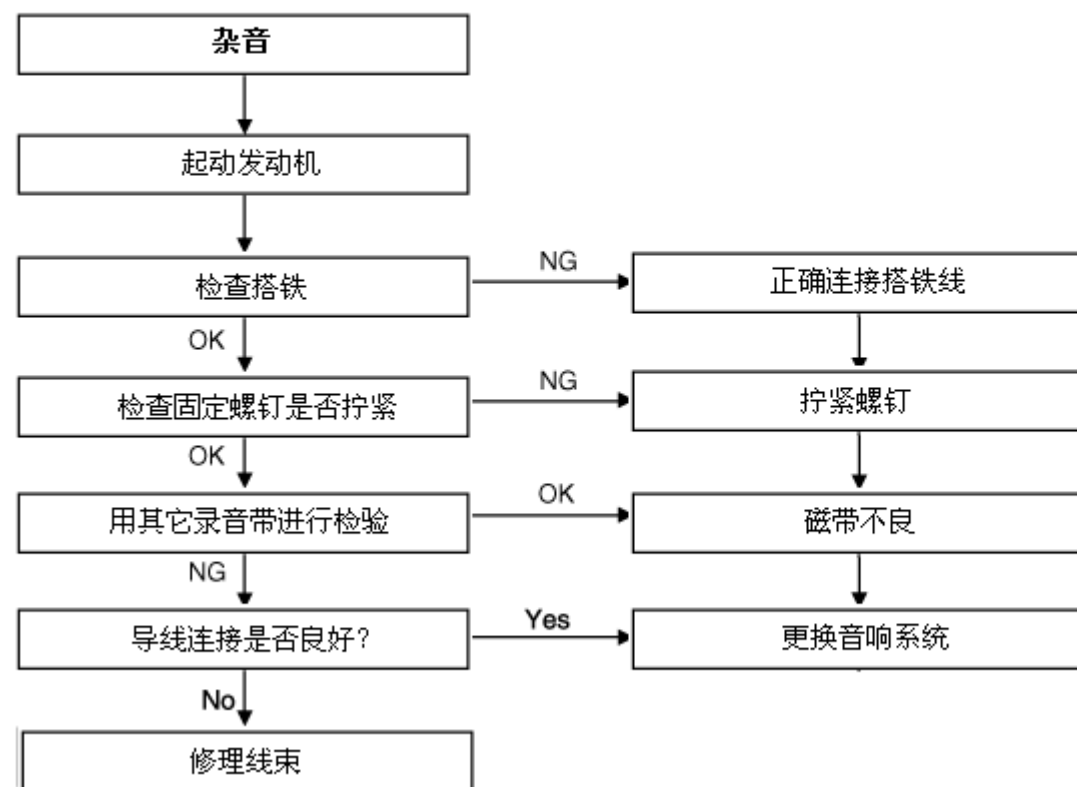 杂音
起动发动机
检查搭铁
NG
正确连接搭铁线
OK
检查固定螺钉是否拧紧
NG
拧紧螺钉
OK
用其它录音带进行检验
OK
磁带不良
NG
导线连接是否良好?
Yes
更换音响系统
No
修理线束